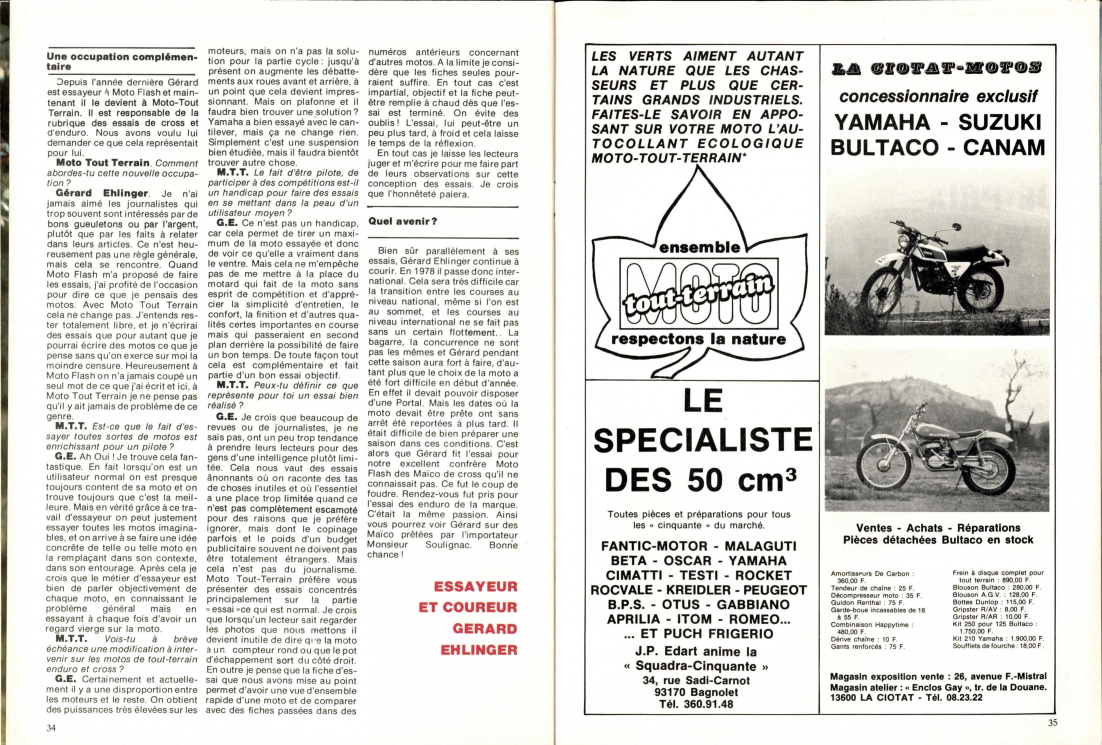 Une occupation complémen-
taire
Depuis l'année dernière Gérard
est essayeur à Moto Flash et main-
tenant il le devient à Moto-Tout
Terrain. Il est responsable de la
rubrique des essais de cross et
d'enduro. Nous avons voulu lui
demander ce que cela représentait
pour lui.
Moto Tout Terrain. Comment
abordes-tu cette nouvelle occupa-
tion ?
Gérard Ehlinger. Je n'ai
jamais aimé les journalistes qui
trop souvent sont intéressés par de
bons gueuletons ou par l'argent,
plutôt que par les faits à relater
dans leurs articles. Ce n'est heu-
reusement pas une règle générale,
mais cela se rencontre. Quand
Moto Flash m'a proposé de faire
les essais, j'ai profité de l'occasion
pour dire ce que je pensais des
motos. Avec Moto Tout Terrain
cela ne change pas. J'entends res-
ter totalement libre, et je n'écrirai
des essais que pour autant que je
pourrai écrire des motos ce que je
pense sans qu'on exerce sur moi la
moindre censure. Heureusement à
Moto Flash on n'a jamais coupé un
seul mot de ce que j'ai écrit et ici, à
Moto Tout Terrain je ne pense pas
qu'il y ait jamais de problème de ce
genre.
M.T.T. Est-ce que le fait d'es-
sayer toutes sortes de motos est
enrichissant pour un pilote ?
G.E. Ah Oui ! Je trouve cela fan-
tastique. En fait lorsqu'on est un
utilisateur normal on est presque
toujours content de sa moto et on
trouve toujours que c'est la meil-
leure. Mais en vérité grâce à ce tra-
vail d'essayeur on peut justement
essayer toutes les motos imagina-
bles, et on arrive à se faire une idée
concrête de telle ou telle moto en
la remplaçant dans son contexte,
dans son entourage. Après cela je
crois que le métier d'essayeur est
bien de parler objectivement de
chaque moto, en connaissant le
problème général mais en
essayant à chaque fois d'avoir un
regard vierge sur la moto.
M.T.T. Vois-tu à brève
échéance une modification à inter-
venir sur les motos de tout-terrain
enduro et cross ?
G.E. Certainement et actuelle-
ment il y a une disproportion entre
les moteurs et le reste. On obtient
des puissances très élevées sur les
moteurs, mais on n'a pas la solu-
tion pour la partie cycle : jusqu'à
présent on augmente les débatte-
ments aux roues avant et arrière, à
un point que cela devient impres-
sionnant. Mais on plafonne et il
faudra bien trouver une solution ?
Yamaha a bien essayé avec le can-
tilever, mais ça ne change rien.
Simplement c'est une suspension
bien étudiée, mais il faudra bientôt
trouver autre chose.
M.T.T. Le fait d'être pilote, de
participer à des compétitions est-il
un handicap pour faire des essais
en se mettant dans la peau d'un
utilisateur moyen ?
G.E. Ce n'est pas un handicap,
car cela permet de tirer un maxi-
mum de la moto essayée et donc
de voir ce qu'elle a vraiment dans
le ventre. Mais cela ne m'empêche
pas de me mettre à la place du
motard qui fait de la moto sans
esprit de compétition et d'appré-
cier la simplicité d'entretien, le
confort, la finition et d'autres qua-
lités certes importantes en course
mais qui passeraient en second
plan derrière la possibilité de faire
un bon temps. De toute façon tout
cela est complémentaire et fait
partie d'un bon essai objectif.
M.T.T. Peux-tu définir ce que
représente pour toi un essai bien
réalisé ?
G.E. Je crois que beaucoup de
revues ou de journalistes, je ne
sais pas, ont un peu trop tendance
à prendre leurs lecteurs pour des
gens d'une intelligence plutôt limi-
tée. Cela nous vaut des essais
ânonnants où on raconte des tas
de choses inutiles et où l'essentiel
a une place trop limitée quand ce
n'est pas complètement escamoté
pour des raisons que je préfère
ignorer, mais dont le copinage
parfois et le poids d'un budget
publicitaire souvent ne doivent pas
être totalement étrangers. Mais
cela n'est pas du journalisme.
Moto Tout-Terrain préfère vous
présenter des essais concentrés
principalement sur la partie
« essai »ce qui est normal. Je crois
que lorsqu'un lecteur sait regarder
les photos que nous mettons il
devient inutile de dire que la moto
a un compteur rond ou que le pot
d'échappement sort du côté droit.
En outre je pense que la fiche d'es-
sai que nous avons mise au point
permet d'avoir une vue d'ensemble
rapide d'une moto et de comparer
avec des fiches passées dans des
numéros antérieurs concernant
d'autres motos. A la limite je consi-
dère que les fiches seules pour-
raient suffire. En tout cas c'est
impartial, objectif et la fiche peut-
être remplie à chaud dès que l'es-
sai est terminé. On évite des
oublis ! L'essai, lui peut-être un
peu plus tard, à froid et cela laisse
le temps de la réflexion.
En tout cas je laisse les lecteurs
juger et m'écrire pour me faire part
de leurs observations sur cette
conception des essais. Je crois
que l'honnêteté paiera.
Quel avenir ?
Bien sûr parallèlement à ses
essais, Gérard Ehlinger continue à
courir. En 1978 il passe donc inter-
national. Cela sera très difficile car
la transition entre les courses au
niveau national, même si l'on est
au sommet, et les courses au
niveau international ne se fait pas
sans un certain flottement.. La
bagarre, la concurrence ne sont
pas les mêmes et Gérard pendant
cette saison aura fort à faire, d'au-
tant plus que le choix de la moto a
été fort difficile en début d'année.
En effet il devait pouvoir disposer
d'une Portal. Mais les dates où la
moto devait être prête ont sans
arrêt été reportées à plus tard. Il
était difficile de bien préparer une
saison dans ces conditions. C'est
alors que Gérard fit l'essai pour
notre excellent confrère Moto
Flash des Maïco de cross qu'il ne
connaissait pas. Ce fut le coup de
foudre. Rendez-vous fut pris pour
l'essai des enduro de la marque.
C'était la même passion. Ainsi
vous pourrez voir Gérard sur des
Maïco prêtées par l'importateur
Monsieur Soulignac. Bonne
chance !
ESSAYEUR
ET COUREUR
GERARD
EHLINGER
34
LES VERTS AIMENT AUTANT
LA NATURE QUE LES CHAS-
SEURS ET PLUS QUE CER-
TAINS GRANDS INDUSTRIELS.
FAITES-LE SAVOIR EN APPO-
SANT SUR VOTRE MOTO L'AU-
TOCOLLANT ECOLOGIQUE
MOTO-TOUT-TERRAIN*
ensemble
MOTO
tout-terrain
respectons la nature
LE
SPECIALISTE
DES 50 cm³
Toutes pièces et préparations pour tous
les « cinquante » du marché.
FANTIC-MOTOR - MALAGUTI
BETA - OSCAR - YAMAHA
CIMATTI - TESTI - ROCKET
ROCVALE - KREIDLER - PEUGEOT
B.P.S. - OTUS - GABBIANO
APRILIA - ITOM - ROMEO...
... ET PUCH FRIGERIO
J.P. Edart anime la
« Squadra-Cinquante »
34, rue Sadi-Carnot
93170 Bagnolet
Tél. 360.91.48
LA CIOTAT-MOTOS
concessionnaire exclusif
YAMAHA - SUZUKI
BULTACO - CANAM
Ventes - Achats - Réparations
Pièces détachées Bultaco en stock
Amortisseurs De Carbon :
360,00 F.
Tendeur de chaîne : 25 F.
Décompresseur moto : 35 F.
Guidon Renthal : 75 F.
Garde-boue incassables de 18
à 55 F.
Combinaison Happytime :
480,00 F.
Dérive chaîne : 10 F.
Gants renforcés : 75 F.
Frein à disque complet pour
tout terrain : 890,00 F.
Blouson Bultaco : 280,00 F.
Blouson A.G.V. : 128,00 F.
Bottes Dunlop : 115,00 F.
Gripster R/AV : 8,00 F.
Gripster R/AR : 10,00 F.
Kit 250 pour 125 Bultaco :
1.750,00 F.
Kit 210 Yamaha : 1.900,00 F.
Soufflets de fourche : 18,00 F.
Magasin exposition vente : 26, avenue F.-Mistral
Magasin atelier : « Enclos Gay », tr. de la Douane.
13600 LA CIOTAT - Tél. 08.23.22
35